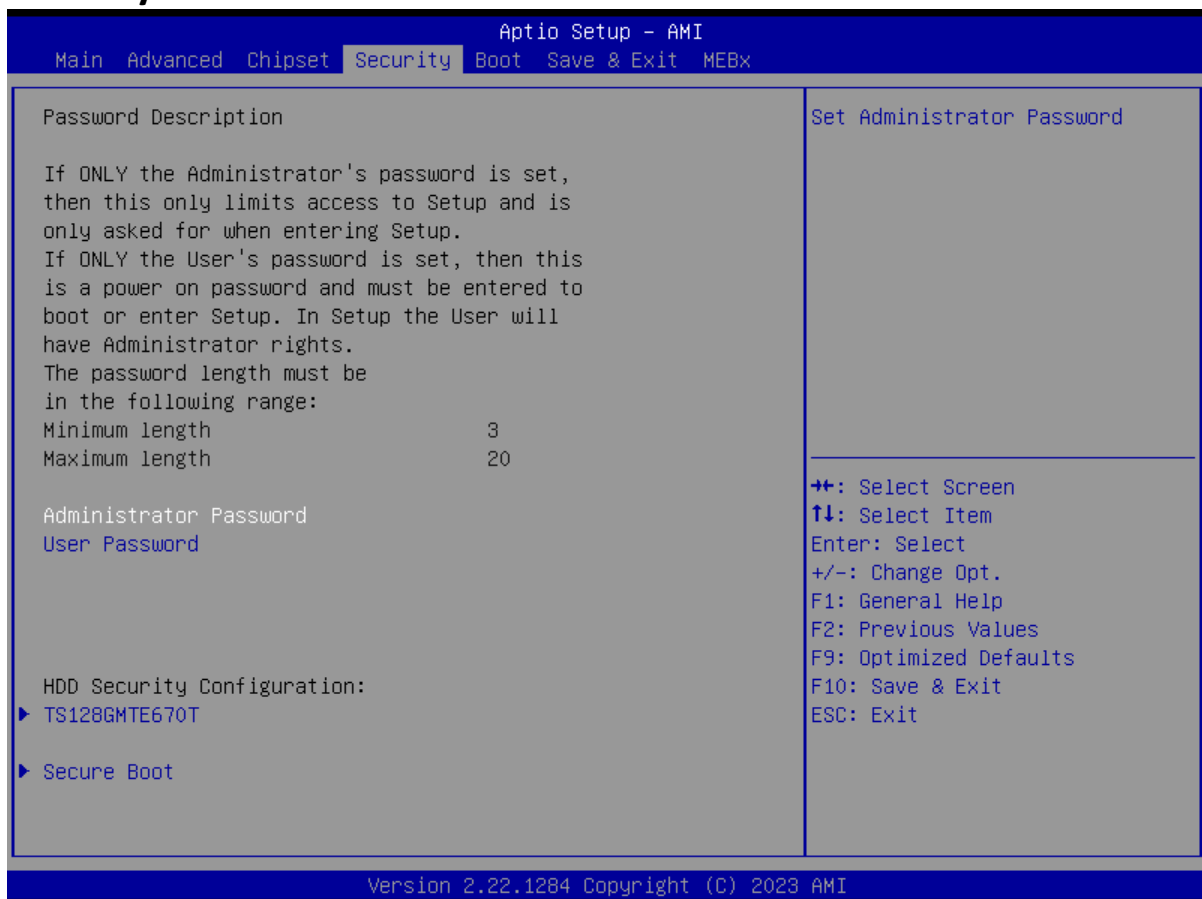 Aptio Setup – AMI
Main Advanced Chipset Security Boot Save & Exit MEBx
Password Description
If ONLY the Administrator's password is set,
then this only limits access to Setup and is
only asked for when entering Setup.
If ONLY the User's password is set, then this
is a power on password and must be entered to
boot or enter Setup. In Setup the User will
have Administrator rights.
The password length must be
in the following range:
Minimum length 3
Maximum length 20
Administrator Password
User Password
HDD Security Configuration:
▶ TS128GMTE670T
▶ Secure Boot
Set Administrator Password
→←: Select Screen
↑↓: Select Item
Enter: Select
+/-: Change Opt.
F1: General Help
F2: Previous Values
F9: Optimized Defaults
F10: Save & Exit
ESC: Exit
Version 2.22.1284 Copyright (C) 2023 AMI